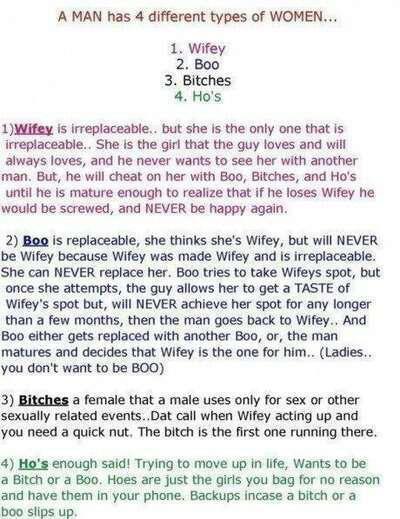 A MAN has 4 different types of WOMEN...
1. Wifey
2. Boo
3. Bitches
4. Ho's
1)Wifey is irreplaceable.. but she is the only one that is
irreplaceable.. She is the girl that the guy loves and will
always loves, and he never wants to see her with another
man. But, he will cheat on her with Boo, Bitches, and Ho's
until he is mature enough to realize that if he loses Wifey he
would be screwed, and NEVER be happy again.
2) Boo is replaceable, she thinks she's Wifey, but will NEVER
be Wifey because Wifey was made Wifey and is irreplaceable.
She can NEVER replace her. Boo tries to take Wifeys spot, but
once she attempts, the guy allows her to get a TASTE of
Wifey's spot but, will NEVER achieve her spot for any longer
than a few months, then the man goes back to Wifey.. And
Boo either gets replaced with another Boo, or, the man
matures and decides that Wifey is the one for him.. (Ladies..
you don't want to be BOO)
3) Bitches a female that a male uses only for sex or other
sexually related events..Dat call when Wifey acting up and
you need a quick nut. The bitch is the first one running there.
4) Ho's enough said! Trying to move up in life, Wants to be
a Bitch or a Boo. Hoes are just the girls you bag for no reason
and have them in your phone. Backups incase a bitch or a
boo slips up.